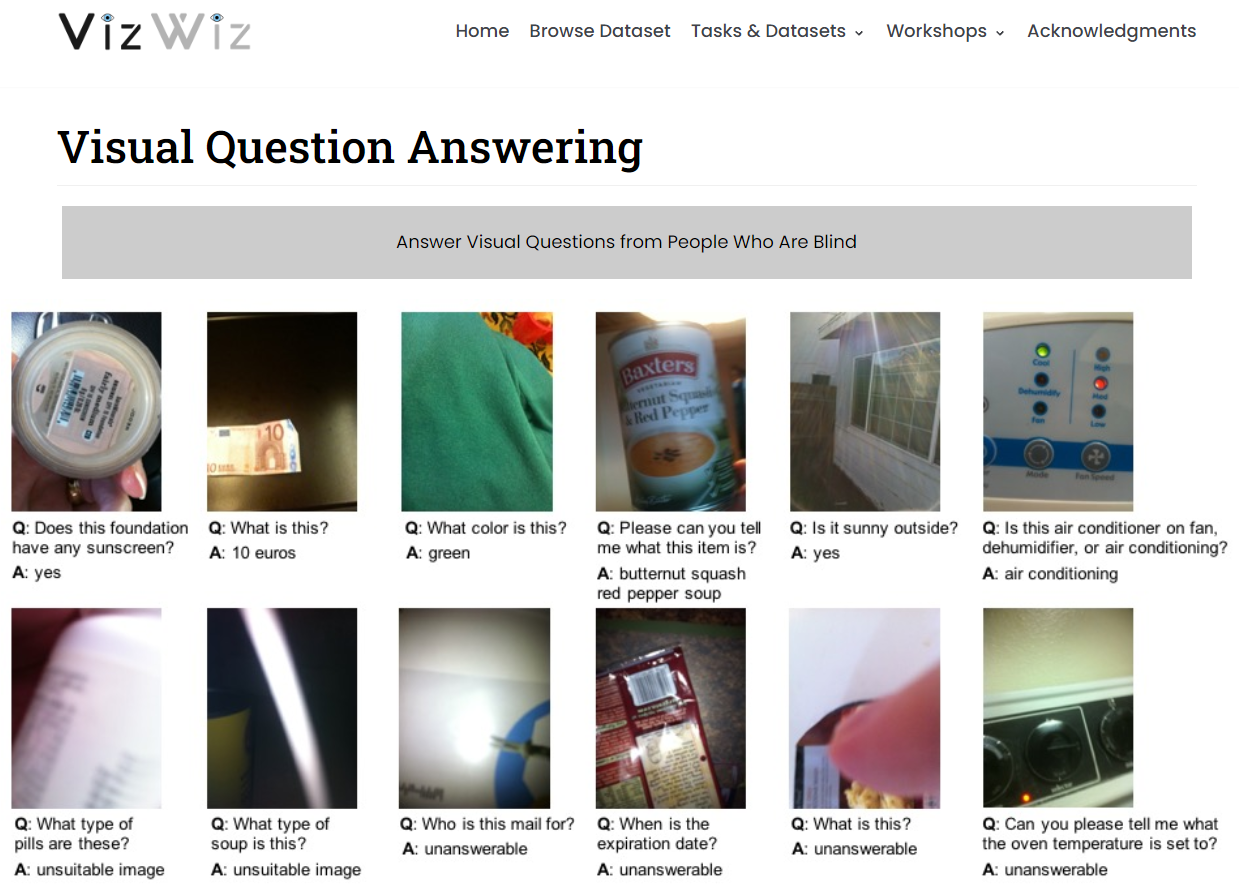 VizWiz
Home Browse Dataset Tasks & Datasets Workshops Acknowledgments
Visual Question Answering
Answer Visual Questions from People Who Are Blind
fairly medium
10
10 EURO
Baxters
VEGETARIAN
Butternut Squash
& Red Pepper
Cool
High
Dehumidify
Med
Fan
Low
Mode
Fan Speed
Q: Does this foundation
have any sunscreen?
A: yes
Q: What is this?
A: 10 euros
Q: What color is this?
A: green
Q: Please can you tell
me what this item is?
A: butternut squash
red pepper soup
Q: Is it sunny outside?
A: yes
Q: Is this air conditioner on fan,
dehumidifier, or air conditioning?
A: air conditioning
Q: What type of
pills are these?
A: unsuitable image
Q: What type of
soup is this?
A: unsuitable image
Q: Who is this mail for?
A: unanswerable
Q: When is the
expiration date?
A: unanswerable
Q: What is this?
A: unanswerable
Q: Can you please tell me what
the oven temperature is set to?
A: unanswerable